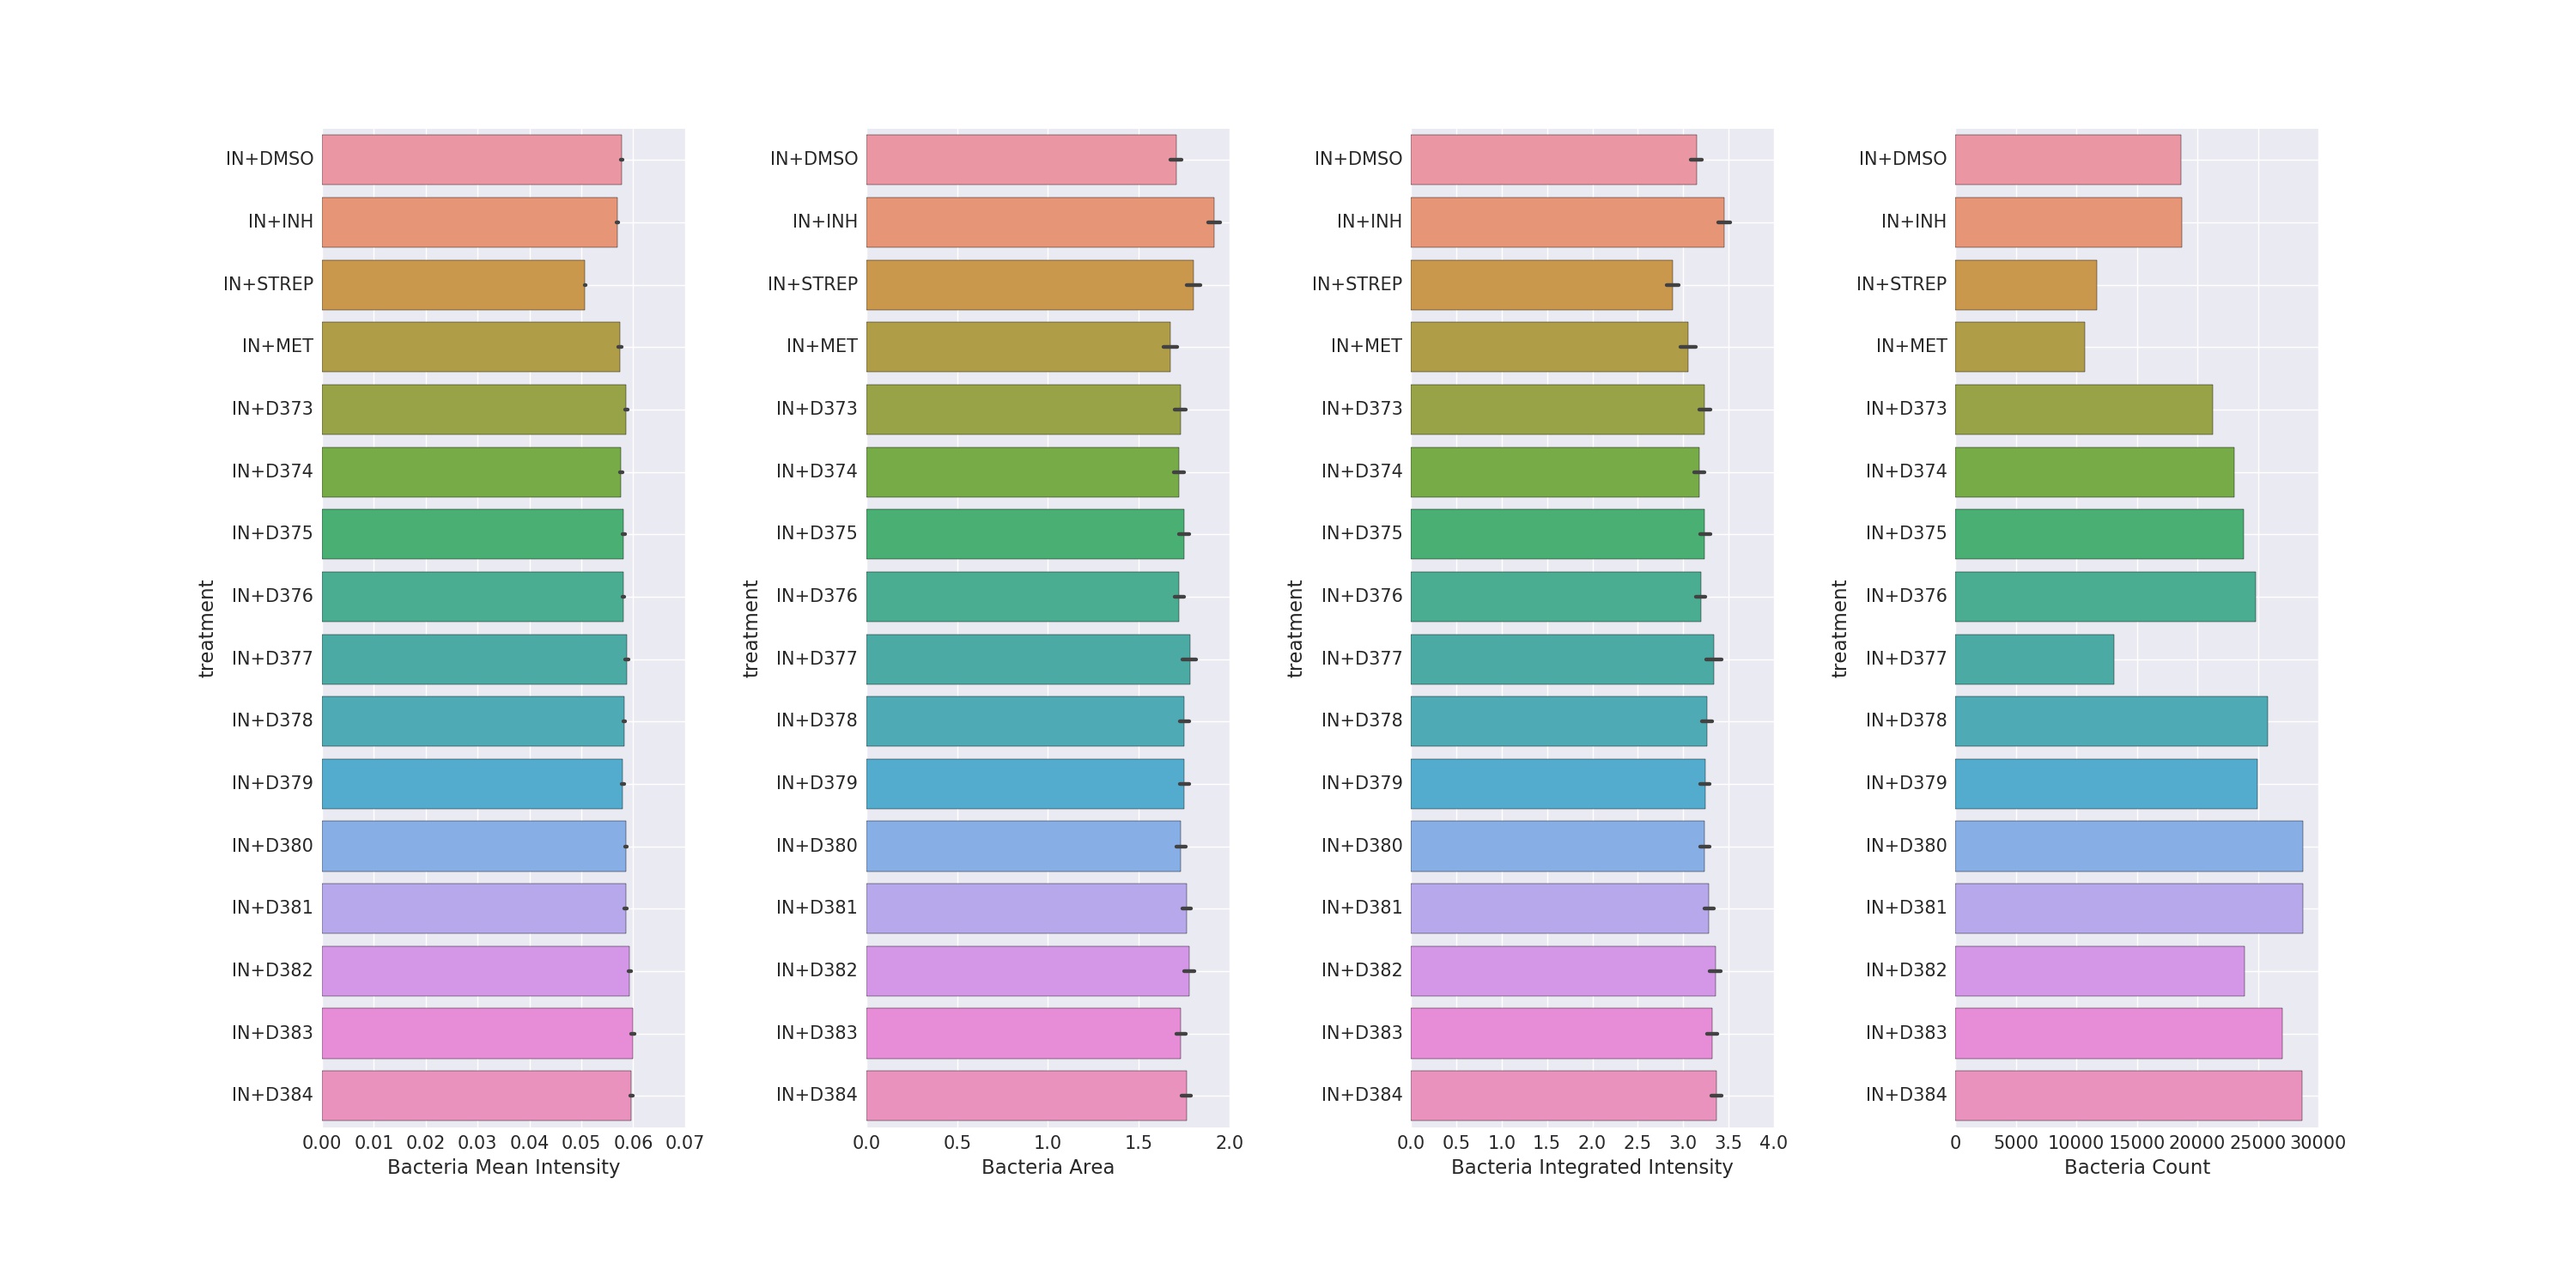 IN+DMSO
IN+INH
IN+STREP
IN+MET
IN+D373
IN+D374
IN+D375
IN+D376
IN+D377
IN+D378
IN+D379
IN+D380
IN+D381
IN+D382
IN+D383
IN+D384
treatment
0.00 0.01 0.02 0.03 0.04 0.05 0.06 0.07
Bacteria Mean Intensity
IN+DMSO
IN+INH
IN+STREP
IN+MET
IN+D373
IN+D374
IN+D375
IN+D376
IN+D377
IN+D378
IN+D379
IN+D380
IN+D381
IN+D382
IN+D383
IN+D384
treatment
0.0 0.5 1.0 1.5 2.0
Bacteria Area
IN+DMSO
IN+INH
IN+STREP
IN+MET
IN+D373
IN+D374
IN+D375
IN+D376
IN+D377
IN+D378
IN+D379
IN+D380
IN+D381
IN+D382
IN+D383
IN+D384
treatment
0.0 0.5 1.0 1.5 2.0 2.5 3.0 3.5 4.0
Bacteria Integrated Intensity
IN+DMSO
IN+INH
IN+STREP
IN+MET
IN+D373
IN+D374
IN+D375
IN+D376
IN+D377
IN+D378
IN+D379
IN+D380
IN+D381
IN+D382
IN+D383
IN+D384
treatment
0 5000 10000 15000 20000 25000 30000
Bacteria Count